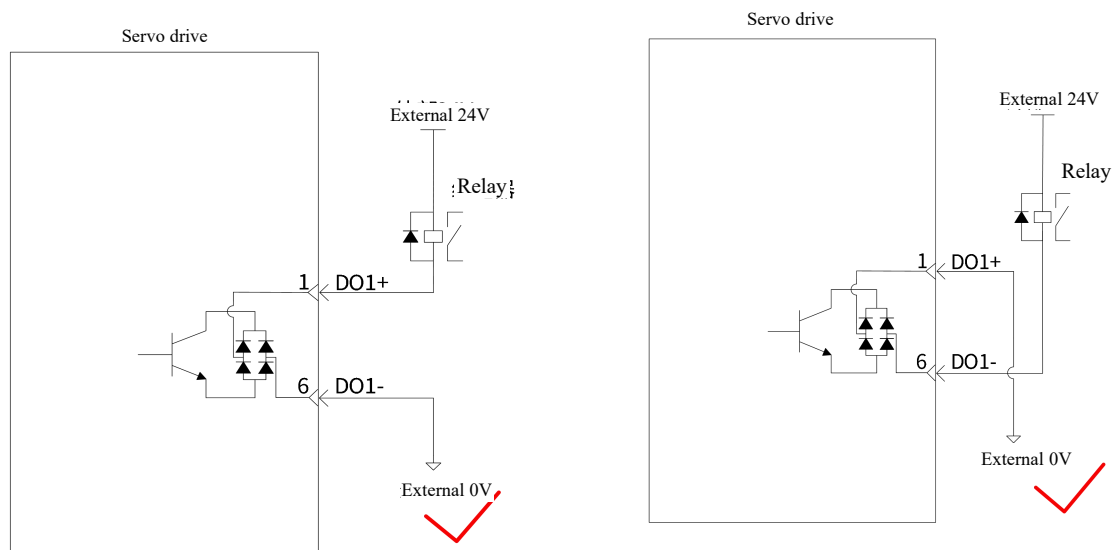 Servo drive
External 24V
Relay
1 DO1+
6 DO1-
External 0V
Servo drive
External 24V
Relay
1 DO1+
6 DO1-
External 0V